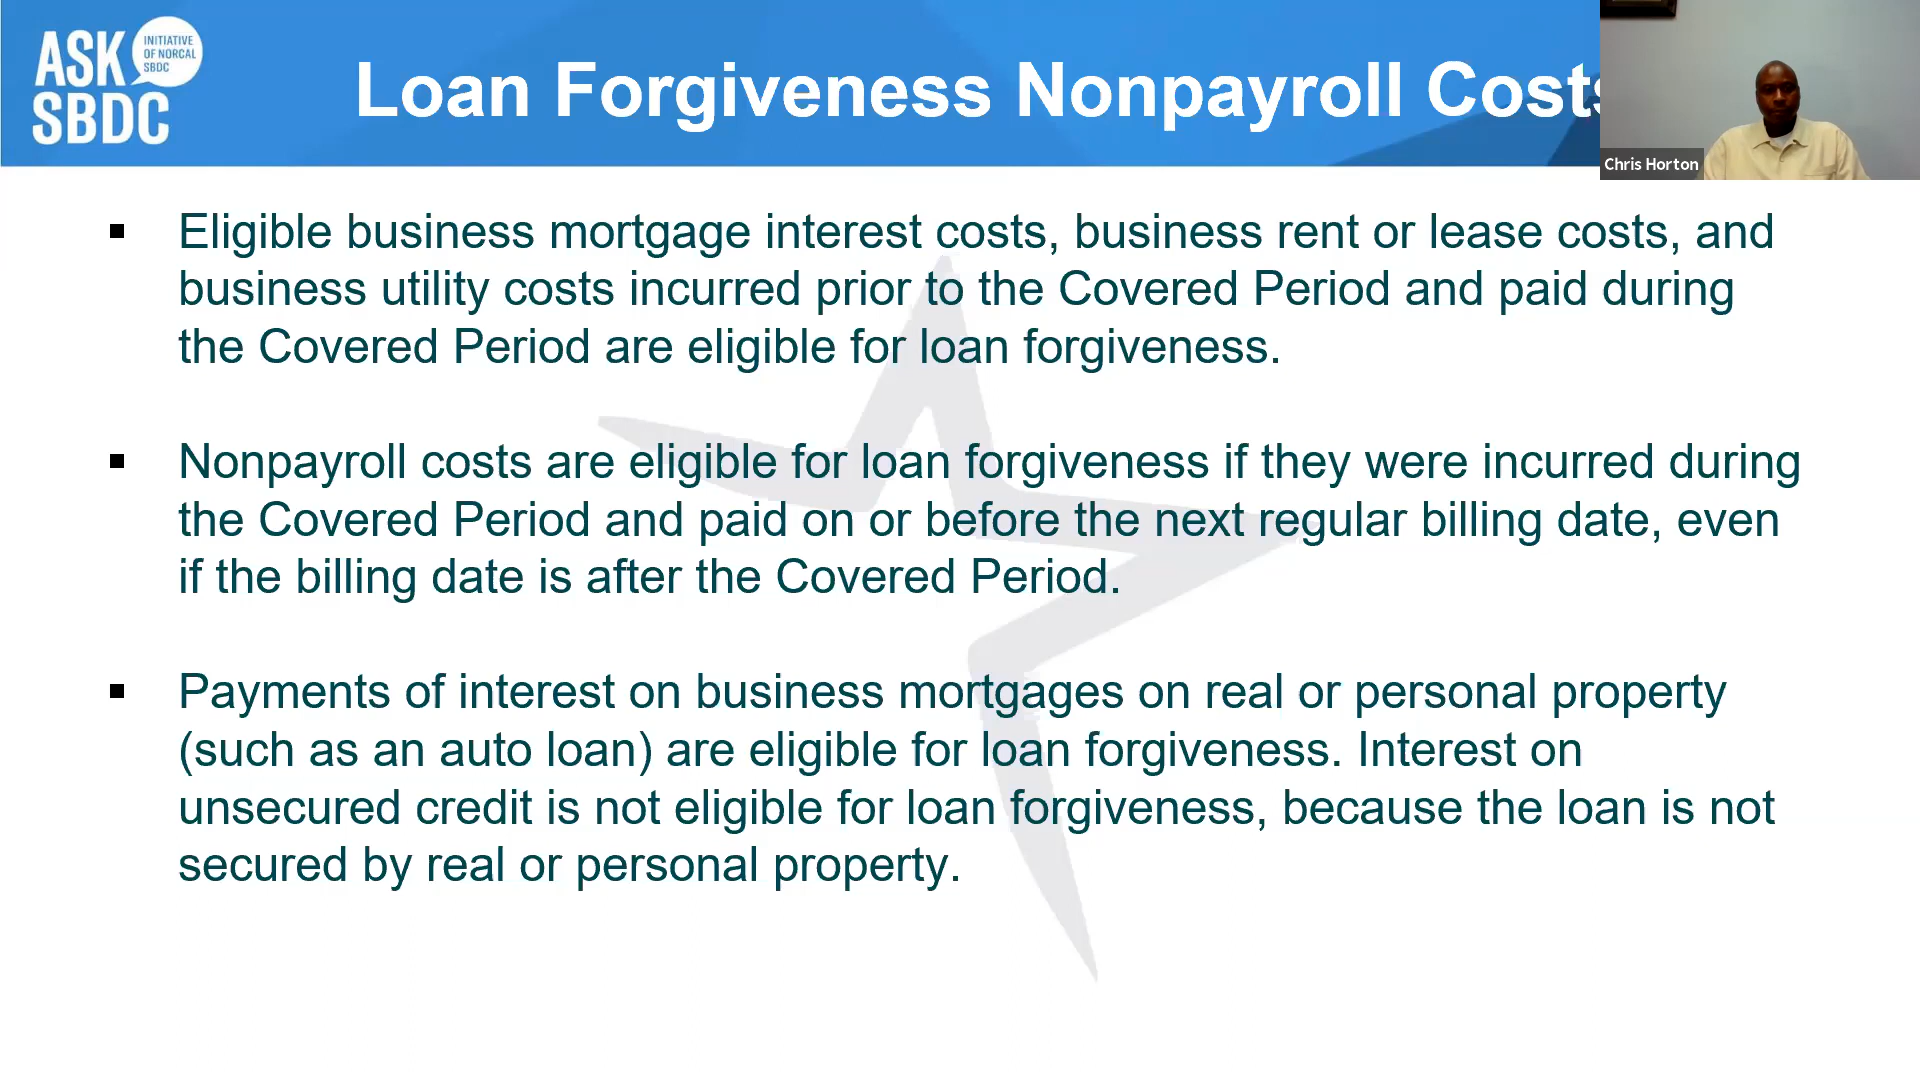 ASK
SBDC
INITIATIVE
OF NORCAL
SBDC
Loan Forgiveness Nonpayroll Costs
Chris Horton
Eligible business mortgage interest costs, business rent or lease costs, and
business utility costs incurred prior to the Covered Period and paid during
the Covered Period are eligible for loan forgiveness.
Nonpayroll costs are eligible for loan forgiveness if they were incurred during
the Covered Period and paid on or before the next regular billing date, even
if the billing date is after the Covered Period.
Payments of interest on business mortgages on real or personal property
(such as an auto loan) are eligible for loan forgiveness. Interest on
unsecured credit is not eligible for loan forgiveness, because the loan is not
secured by real or personal property.